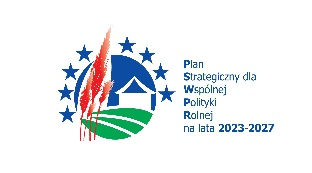 Plan
Strategiczny dla
Wspólnej
Polityki
Rolnej
na lata 2023-2027